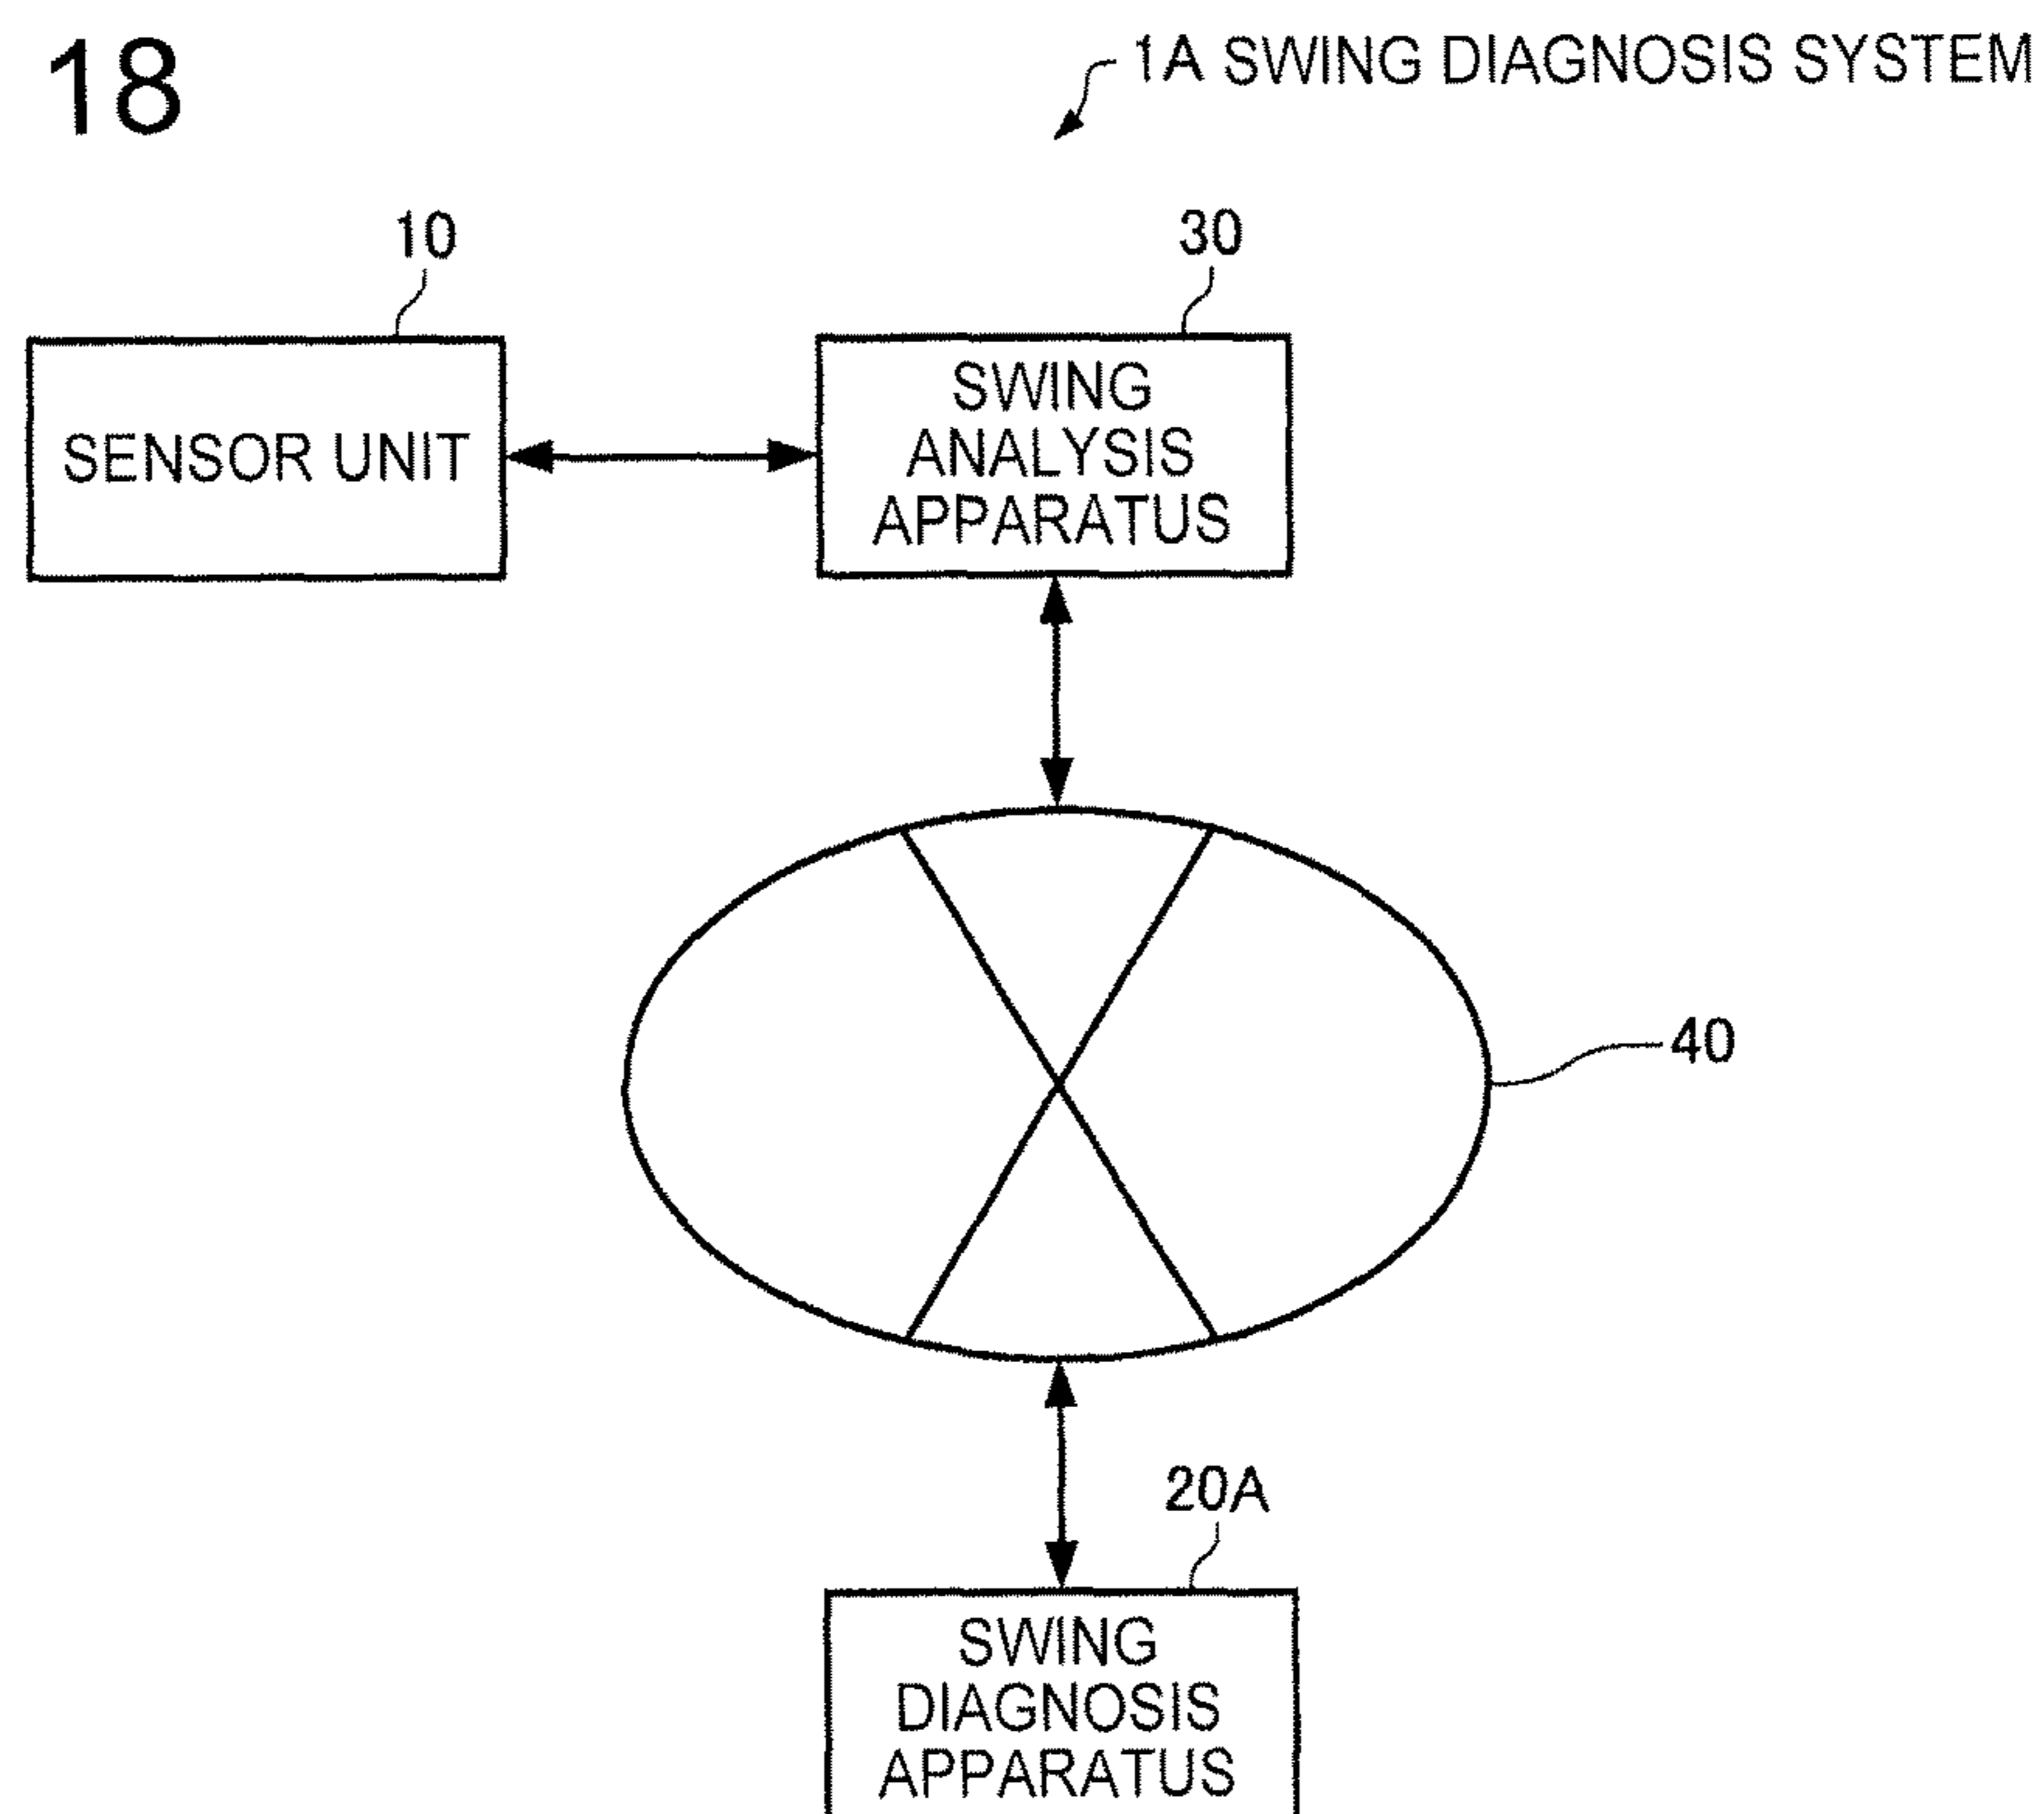 18
1A SWING DIAGNOSIS SYSTEM
10
30
SENSOR UNIT
SWING
ANALYSIS
APPARATUS
40
20A
SWING
DIAGNOSIS
APPARATUS